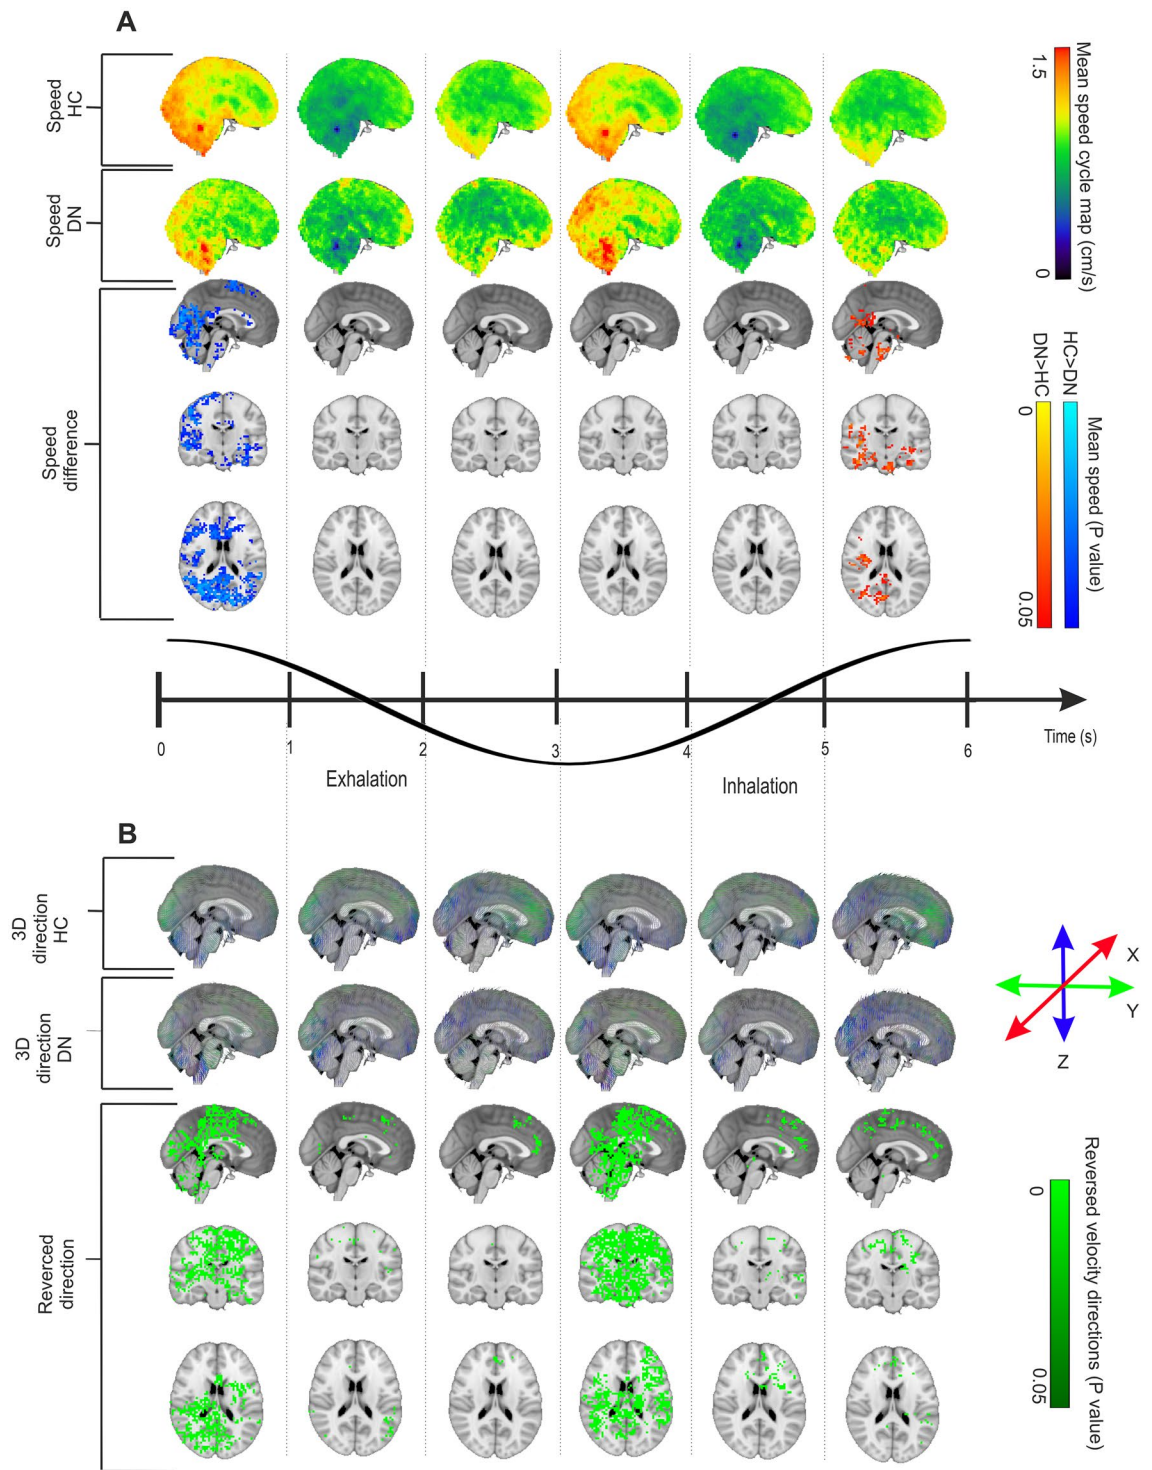 A
Speed
HC
Speed
DN
Speed
difference
1.5
0
Mean speed cycle map (cm/s)
HC>DN
DN>HC
0
0.05
Mean speed (P value)
0
1
2
3
4
5
6
Time (s)
Exhalation
Inhalation
B
3D
direction
HC
3D
direction
DN
Reverced
direction
X
Y
Z
0
0.05
Reversed velocity directions (P value)